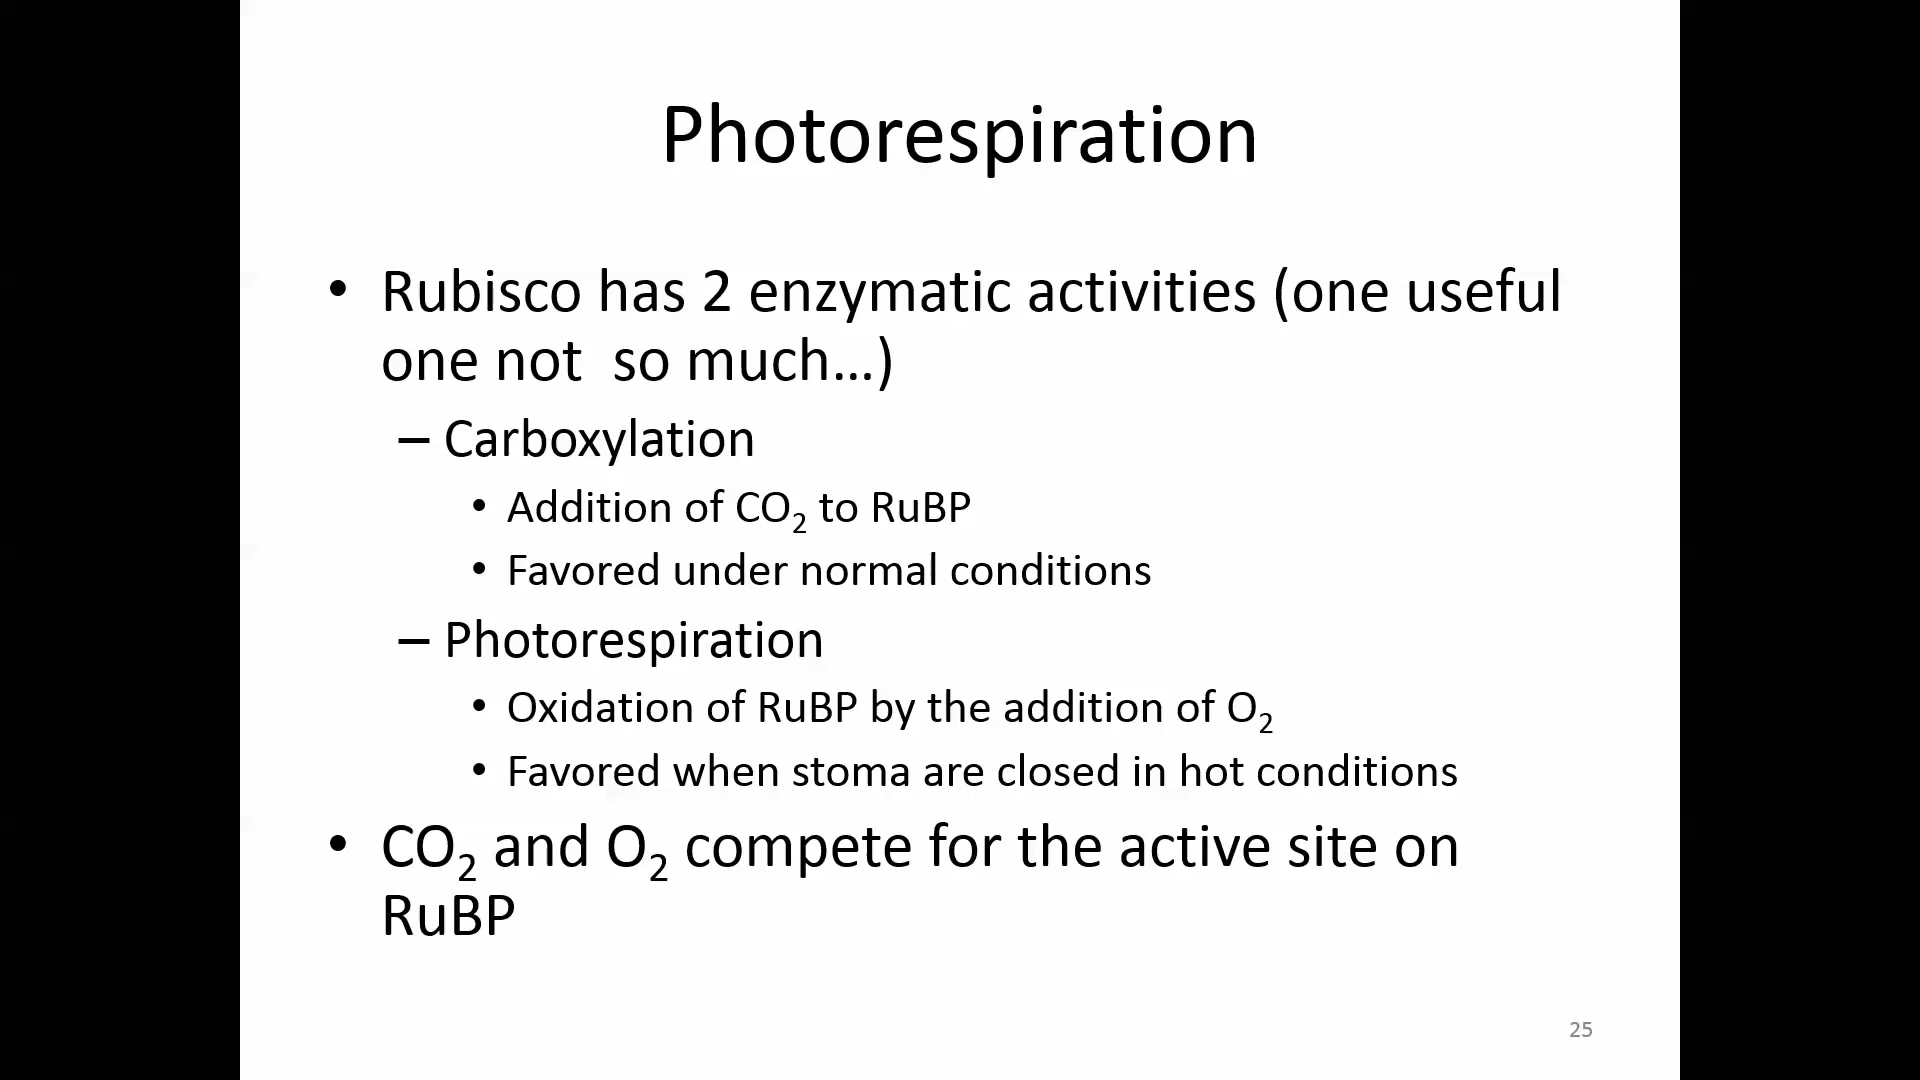 Photorespiration
• Rubisco has 2 enzymatic activities (one useful
one not  so much…)
– Carboxylation
• Addition of CO₂ to RuBP
• Favored under normal conditions
– Photorespiration
• Oxidation of RuBP by the addition of O₂
• Favored when stoma are closed in hot conditions
• CO₂ and O₂ compete for the active site on
RuBP
25